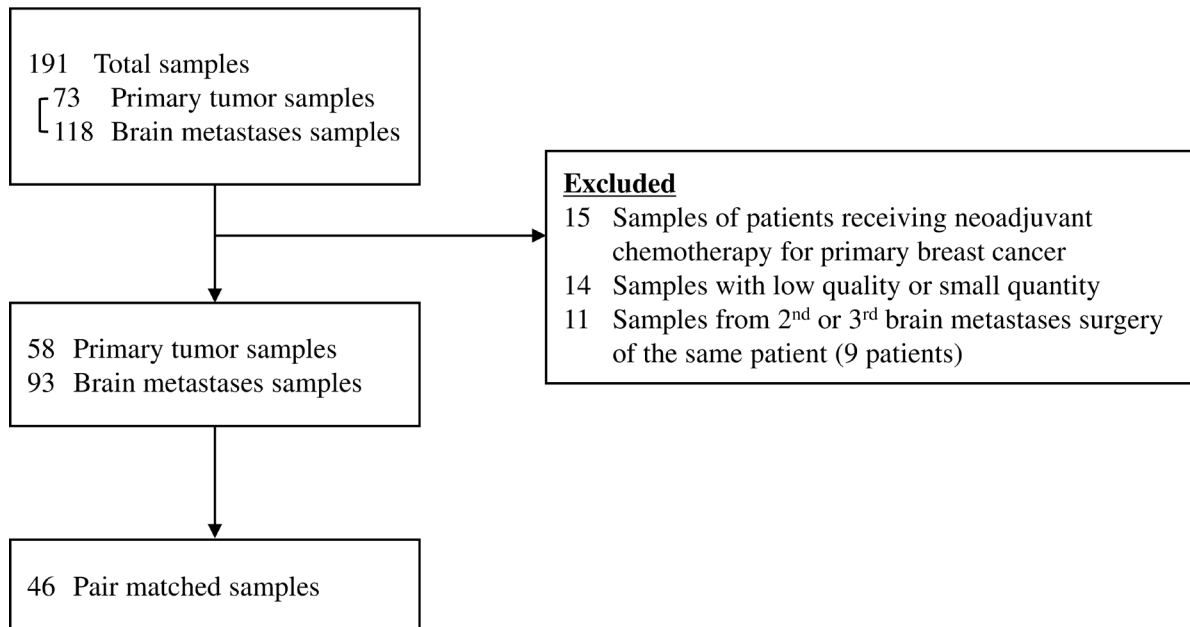 191 Total samples
73 Primary tumor samples
118 Brain metastases samples
Excluded
15 Samples of patients receiving neoadjuvant
chemotherapy for primary breast cancer
14 Samples with low quality or small quantity
11 Samples from 2nd or 3rd brain metastases surgery
of the same patient (9 patients)
58 Primary tumor samples
93 Brain metastases samples
46 Pair matched samples